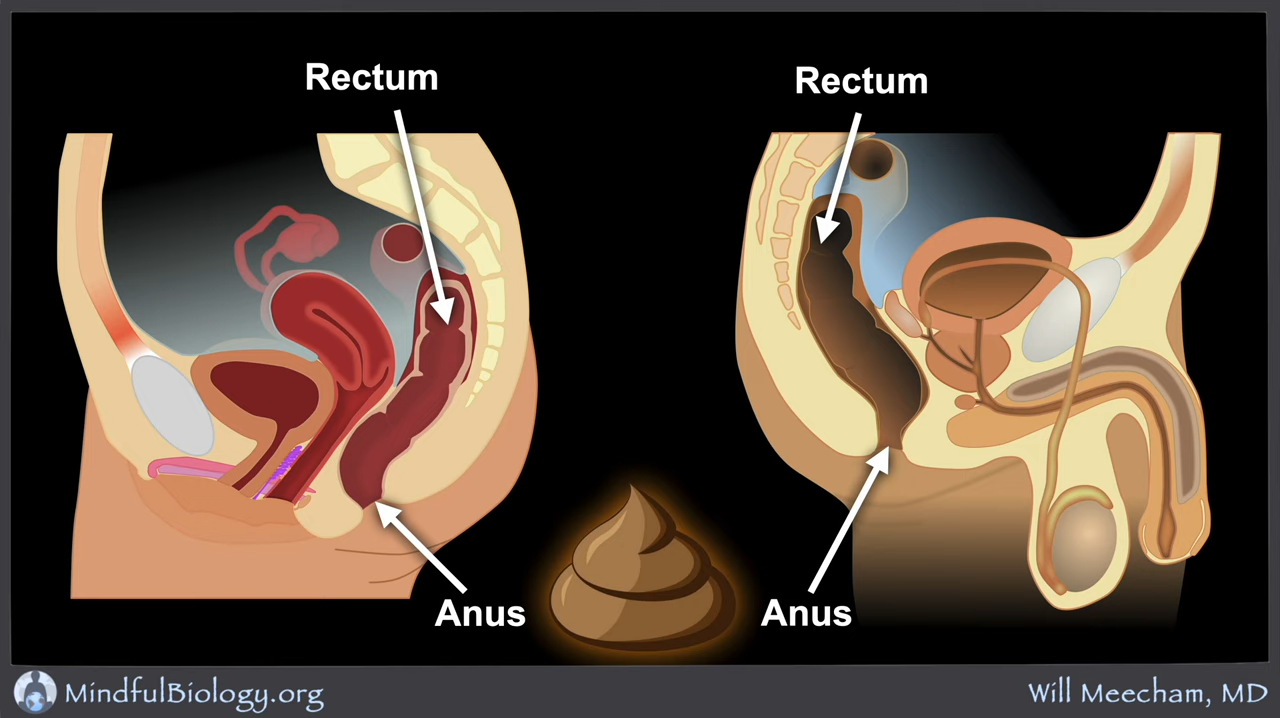 Rectum
Rectum
Anus
Anus
MindfulBiology.org
Will Meecham, MD